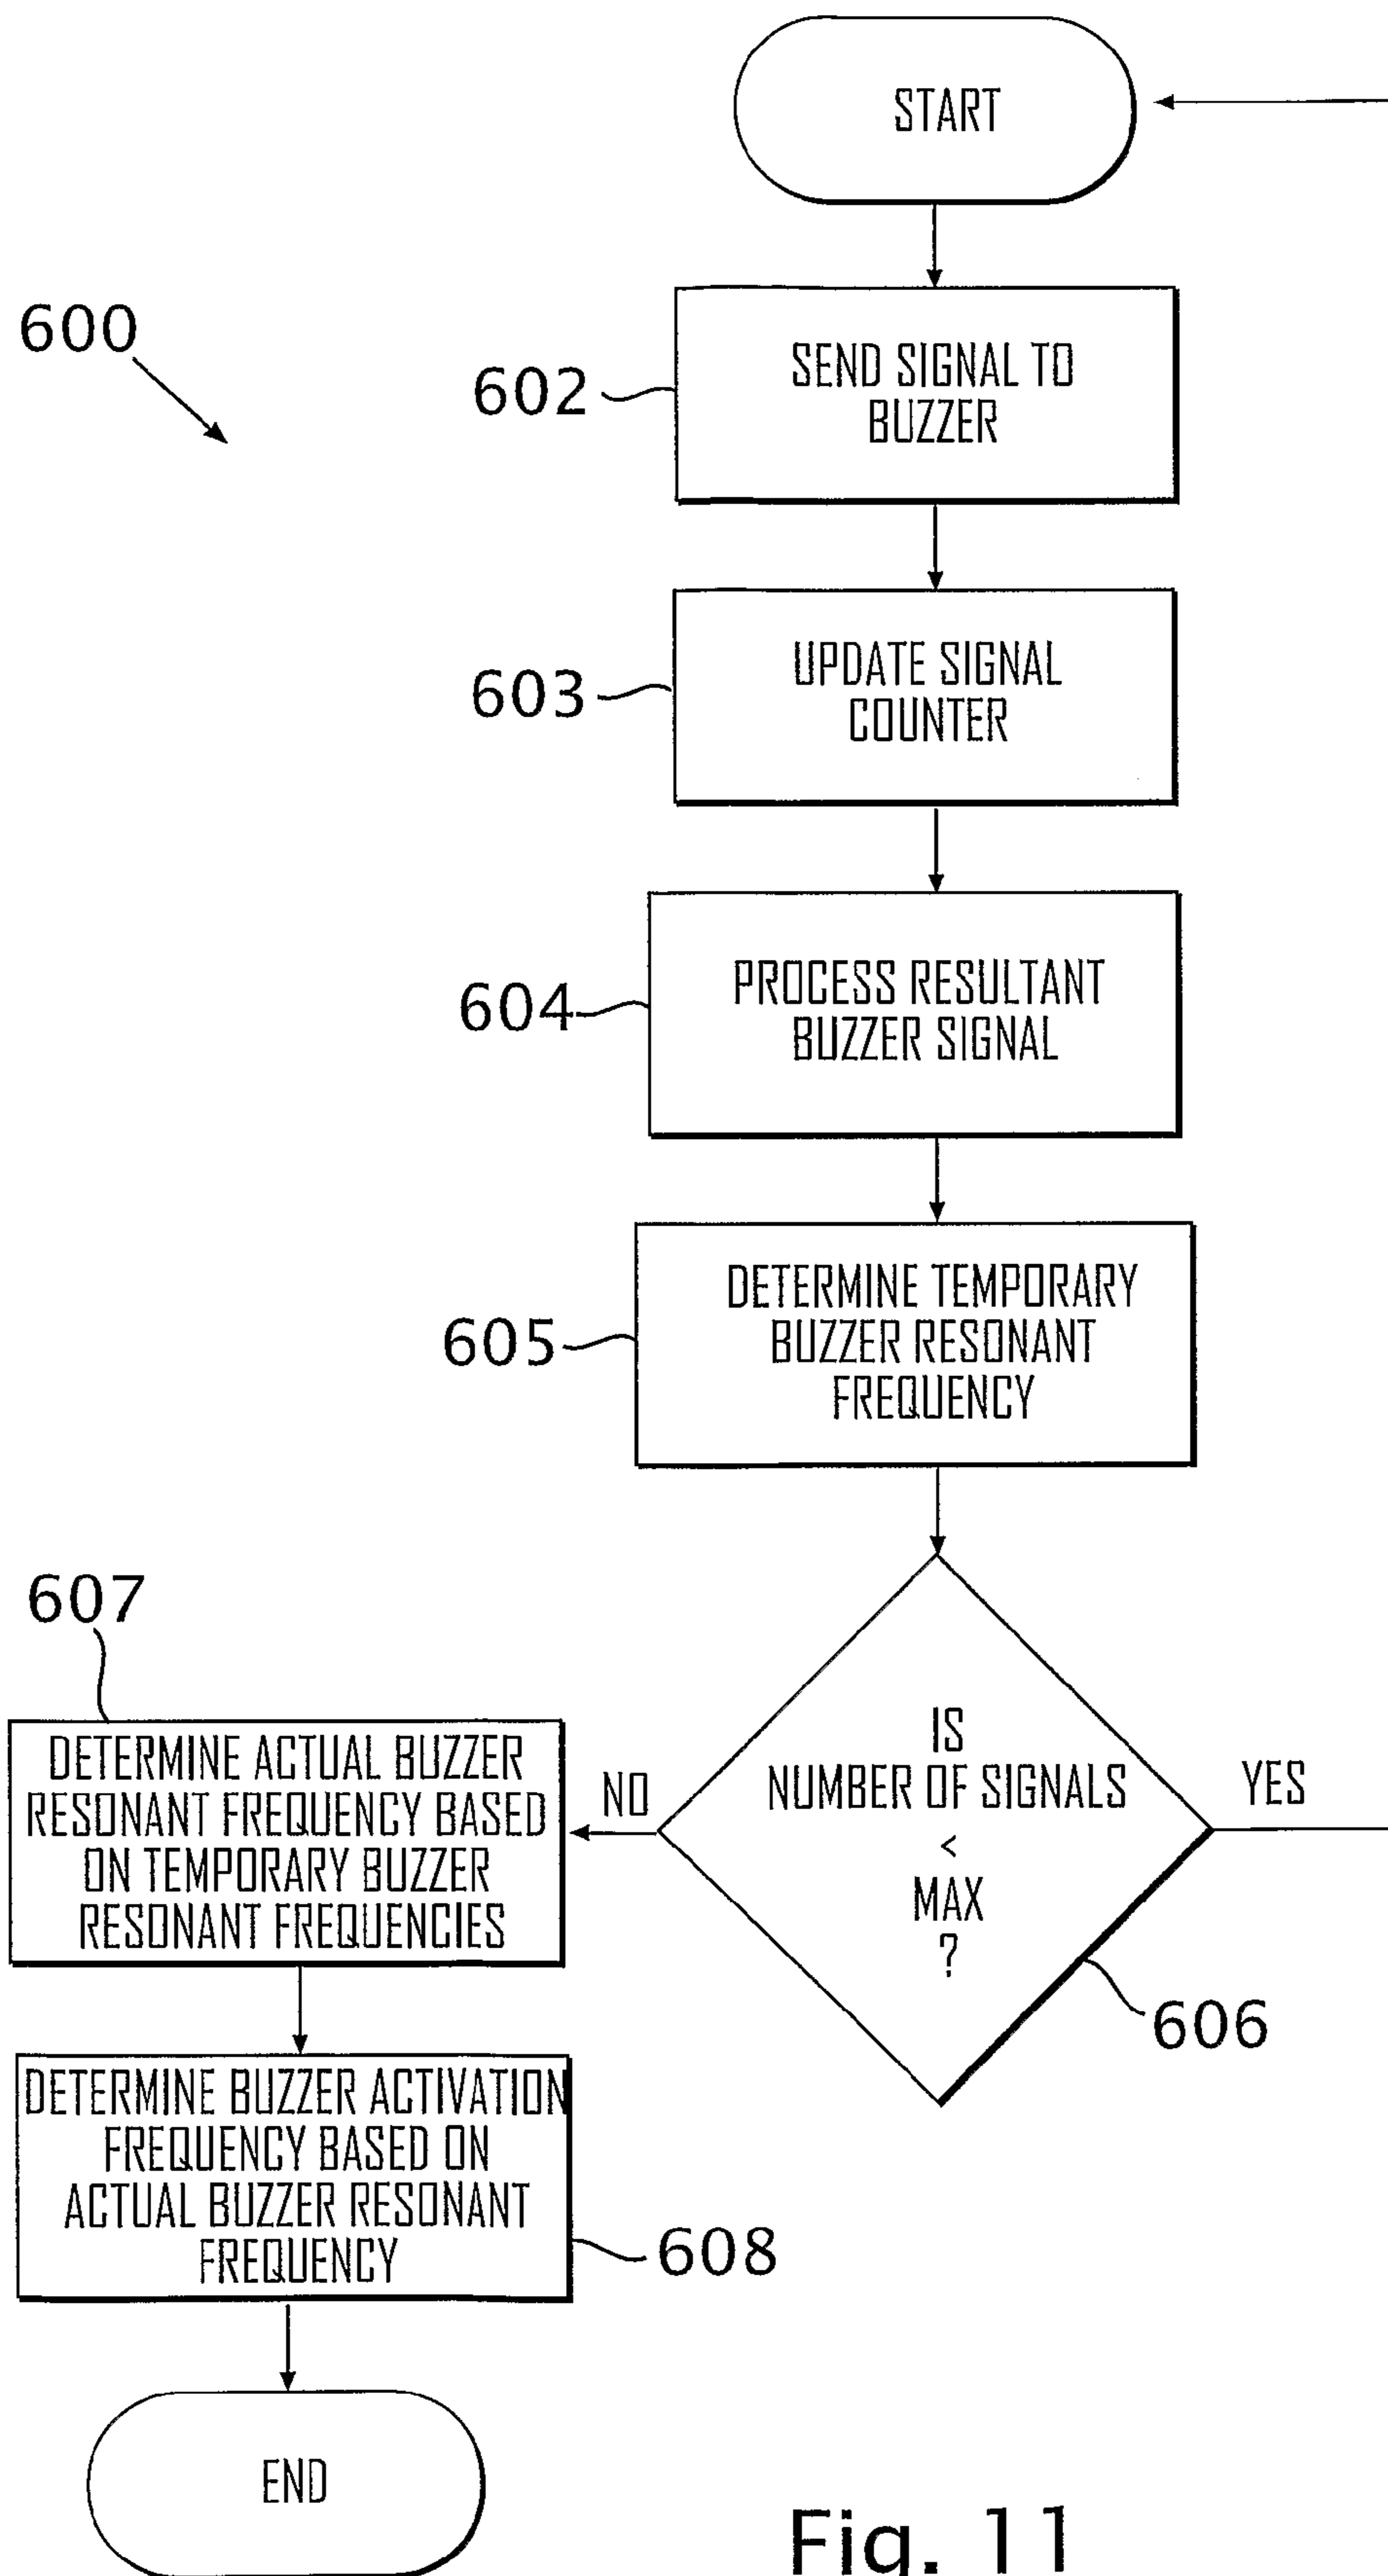 START
600
602
SEND SIGNAL TO
BUZZER
603
UPDATE SIGNAL
COUNTER
604
PROCESS RESULTANT
BUZZER SIGNAL
605
DETERMINE TEMPORARY
BUZZER RESONANT
FREQUENCY
606
IS
NUMBER OF SIGNALS
<
MAX
?
YES
NO
607
DETERMINE ACTUAL BUZZER
RESONANT FREQUENCY BASED
ON TEMPORARY BUZZER
RESONANT FREQUENCIES
DETERMINE BUZZER ACTIVATION
FREQUENCY BASED ON
ACTUAL BUZZER RESONANT
FREQUENCY
608
END
Fig. 11